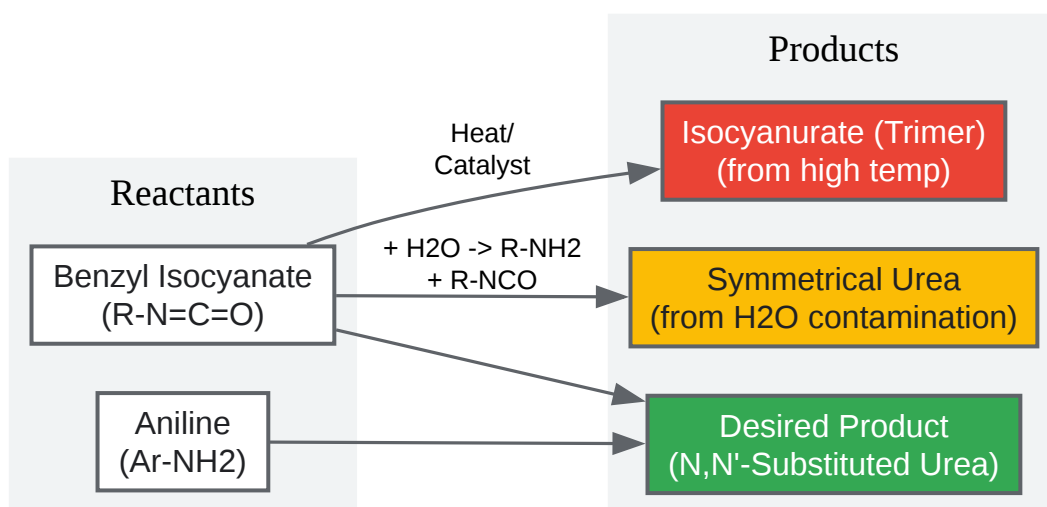 Products
Isocyanurate (Trimer)
(from high temp)
Heat/
Catalyst
Reactants
Benzyl Isocyanate
(R-N=C=O)
+ H2O -> R-NH2
+ R-NCO
Symmetrical Urea
(from H2O contamination)
Aniline
(Ar-NH2)
Desired Product
(N,N'-Substituted Urea)